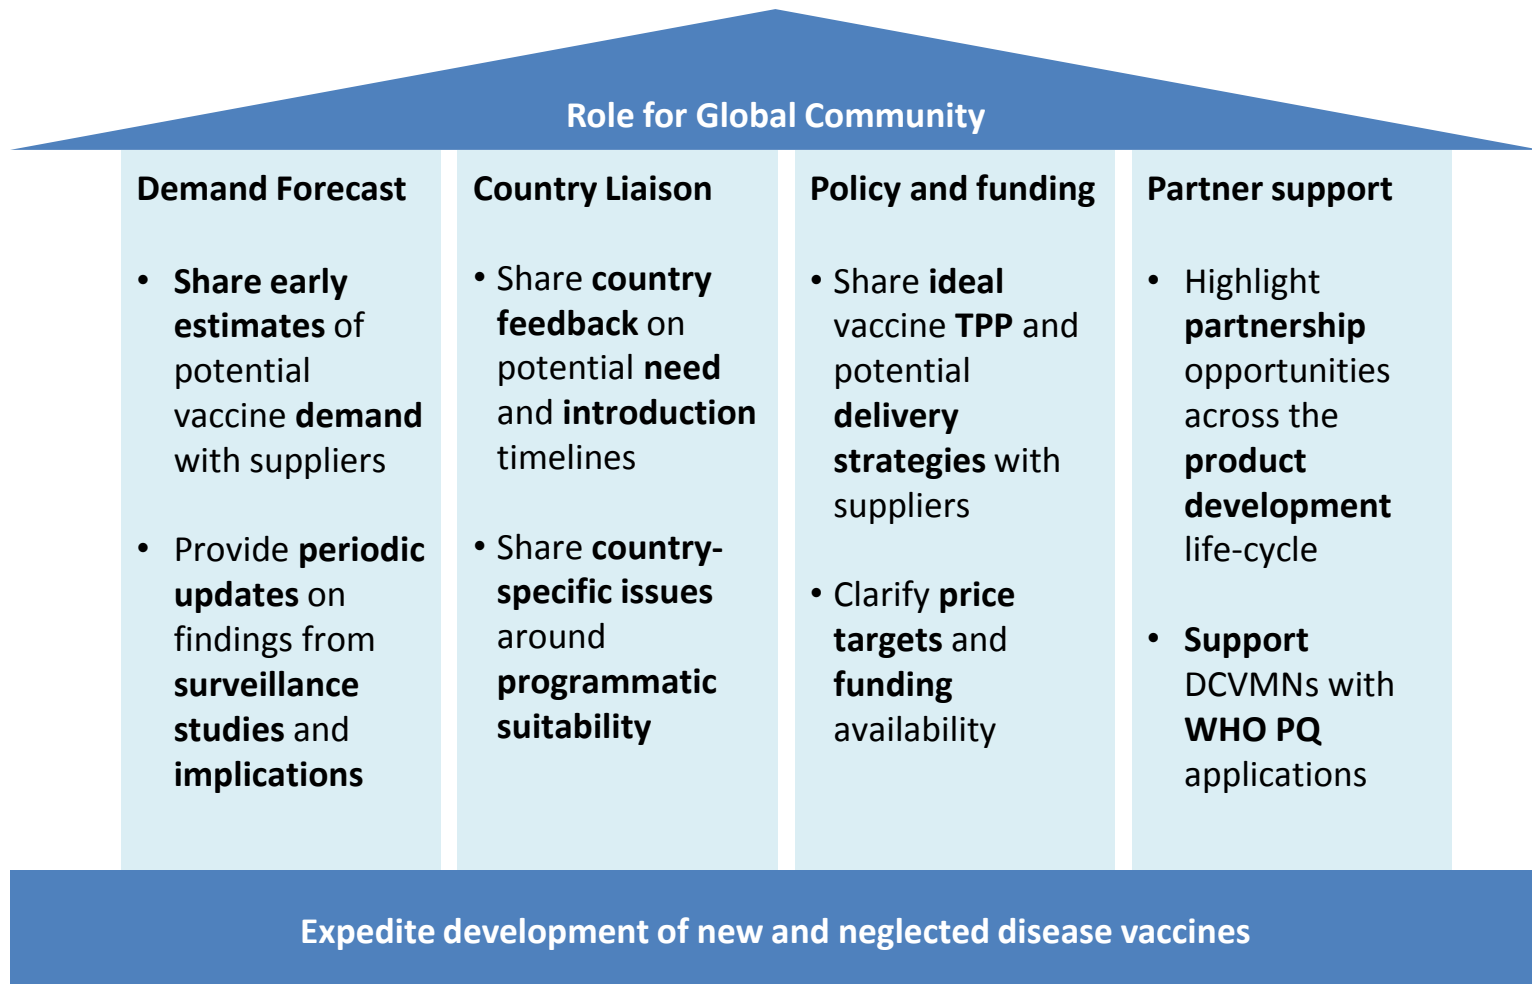 Role for Global Community
Demand Forecast
• Share early
estimates of
potential
vaccine demand
with suppliers
• Provide periodic
updates on
findings from
surveillance
studies and
implications
Country Liaison
• Share country
feedback on
potential need
and introduction
timelines
• Share country-
specific issues
around
programmatic
suitability
Policy and funding
• Share ideal
vaccine TPP and
potential
delivery
strategies with
suppliers
• Clarify price
targets and
funding
availability
Partner support
• Highlight
partnership
opportunities
across the
product
development
life-cycle
• Support
DCVMNs with
WHO PQ
applications
Expedite development of new and neglected disease vaccines